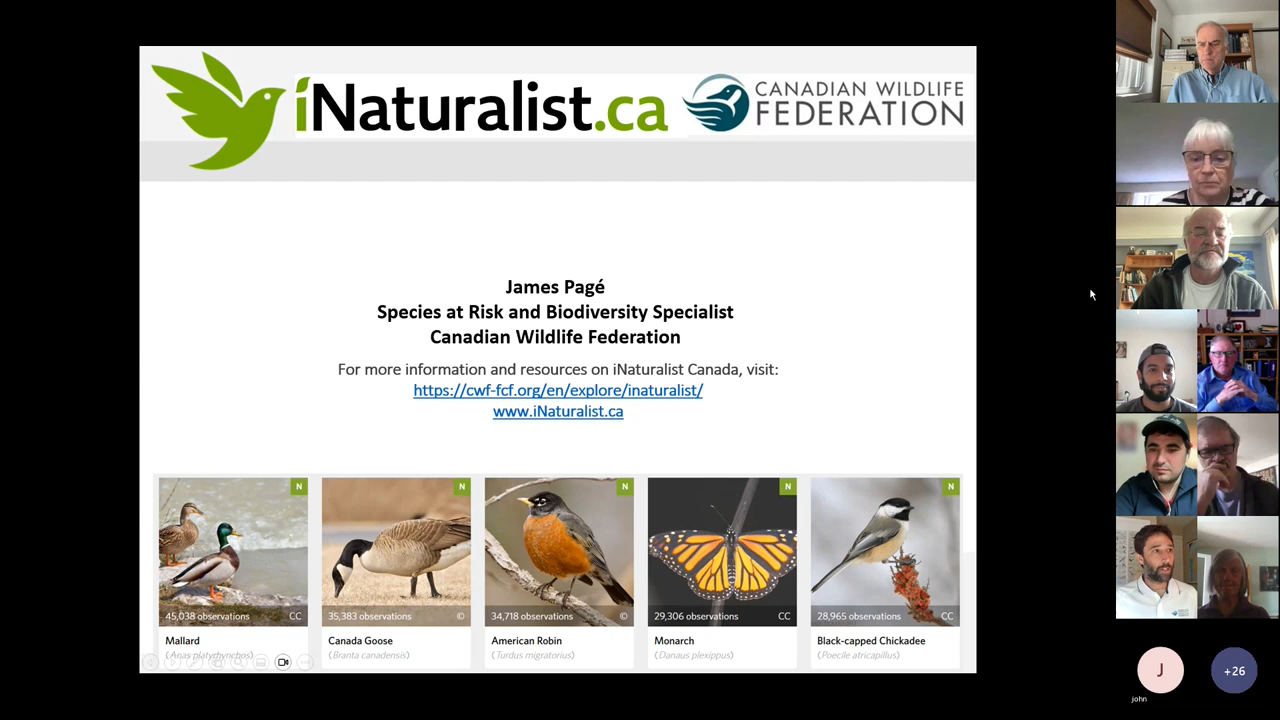 iNaturalist.ca
CANADIAN WILDLIFE
FEDERATION
James Pagé
Species at Risk and Biodiversity Specialist
Canadian Wildlife Federation
For more information and resources on iNaturalist Canada, visit:
https://cwf-fcf.org/en/explore/inaturalist/
www.iNaturalist.ca
N N N N N
45,038 observations CC
35,383 observations ©
34,718 observations ©
29,306 observations CC
28,965 observations CC
Mallard
(Anas platyrhynchos)
Canada Goose
(Branta canadensis)
American Robin
(Turdus migratorius)
Monarch
(Danaus plexippus)
Black-capped Chickadee
(Poecile atricapillus)
J
john
+26